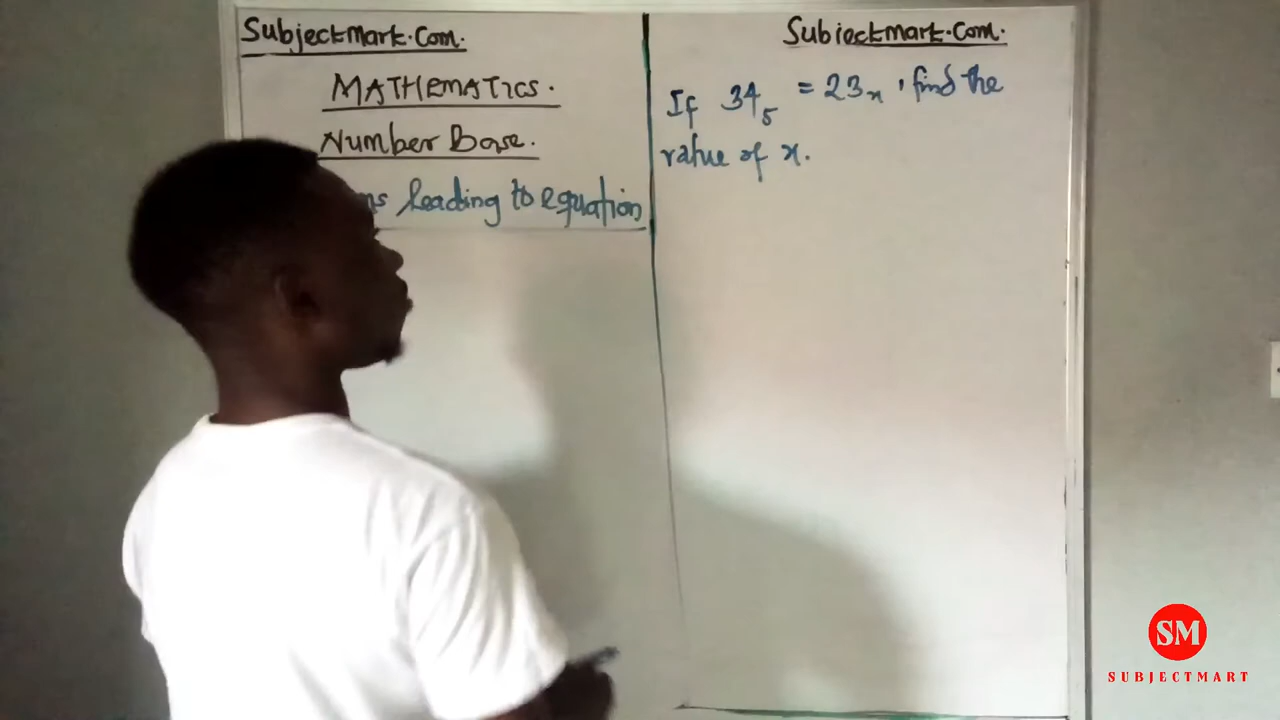 Subjectmark.Com.
MATHEMATICS.
Number Base.
leading to equation
Subjectmark.Com.
If 34₅ = 23ₓ, find the
value of x.
SM
SUBJECTMART